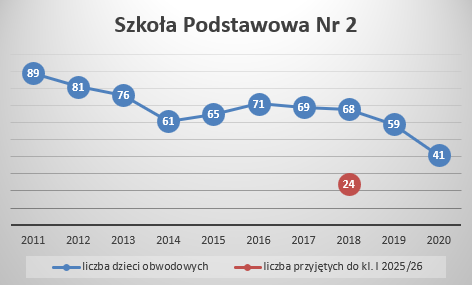 Szkoła Podstawowa Nr 2
89 81 76 61 65 71 69 68 59 41
24
2011 2012 2013 2014 2015 2016 2017 2018 2019 2020
liczba dzieci obwodowych liczba przyjętych do kl. I 2025/26